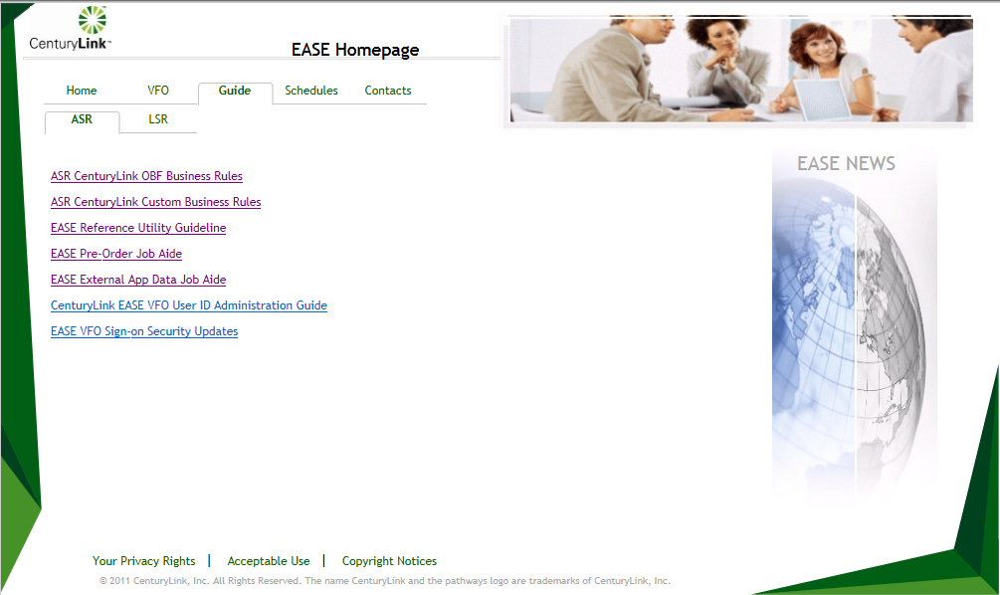 CenturyLink™
EASE Homepage
Home VFO Guide Schedules Contacts
ASR LSR
ASR CenturyLink OBF Business Rules
ASR CenturyLink Custom Business Rules
EASE Reference Utility Guideline
EASE Pre-Order Job Aide
EASE External App Data Job Aide
CenturyLink EASE VFO User ID Administration Guide
EASE VFO Sign-on Security Updates
EASE NEWS
Your Privacy Rights | Acceptable Use | Copyright Notices
© 2011 CenturyLink, Inc. All Rights Reserved. The name CenturyLink and the pathways logo are trademarks of CenturyLink, Inc.